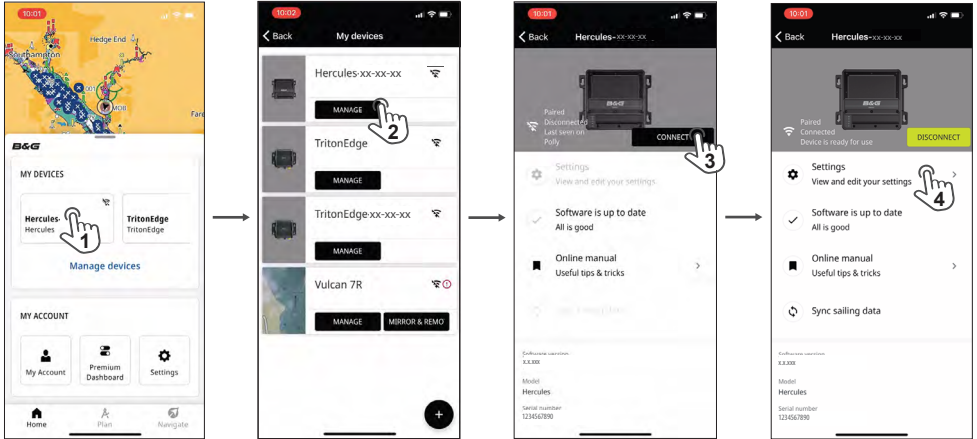 10:01
Hedge End
Southampton
001
MOB
Fare
B&G
MY DEVICES
Hercules-
Hercules
TritonEdge
TritonEdge
1
Manage devices
MY ACCOUNT
My Account
Premium
Dashboard
Settings
Home
Plan
Navigate
10:02
Back
My devices
Hercules-xx-xx-xx
MANAGE
2
TritonEdge
MANAGE
TritonEdge-xx-xx-xx
MANAGE
Vulcan 7R
MANAGE
MIRROR & REMO
+
10:01
Back
Hercules-xx-xx-xx
Paired
Disconnected
Last seen on
Polly
CONNECT
3
Settings
View and edit your settings
Software is up to date
All is good
Online manual
Useful tips & tricks
Software version
x.x.xxx
Model
Hercules
Serial number
1234567890
10:01
Back
Hercules-xx-xx-xx
B&G
Paired
Connected
Device is ready for use
DISCONNECT
Settings
View and edit your settings
4
Software is up to date
All is good
Online manual
Useful tips & tricks
Sync sailing data
Software version
x.x.xxx
Model
Hercules
Serial number
1234567890